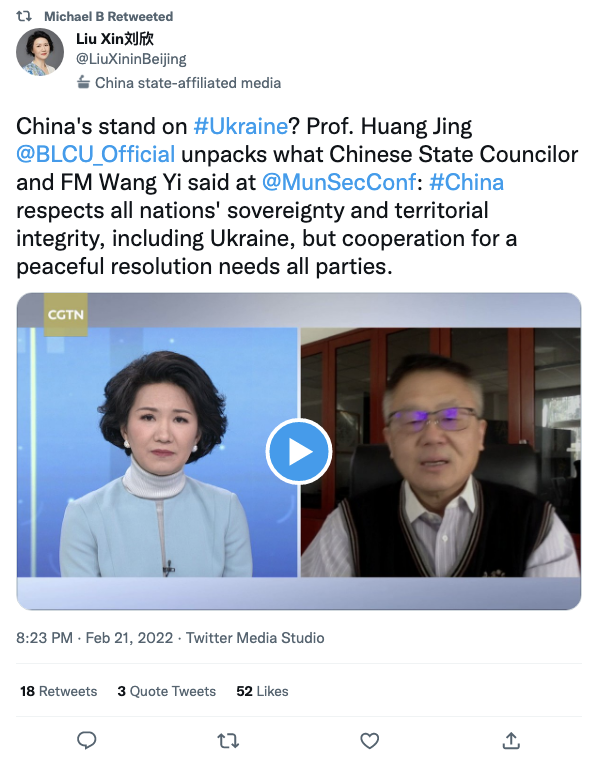 Michael B Retweeted
Liu Xin刘欣
@LiuXininBeijing
China state-affiliated media
China's stand on #Ukraine? Prof. Huang Jing
@BLCU_Official unpacks what Chinese State Councilor
and FM Wang Yi said at @MunSecConf: #China
respects all nations' sovereignty and territorial
integrity, including Ukraine, but cooperation for a
peaceful resolution needs all parties.
CGTN
8:23 PM · Feb 21, 2022 · Twitter Media Studio
18 Retweets 3 Quote Tweets 52 Likes